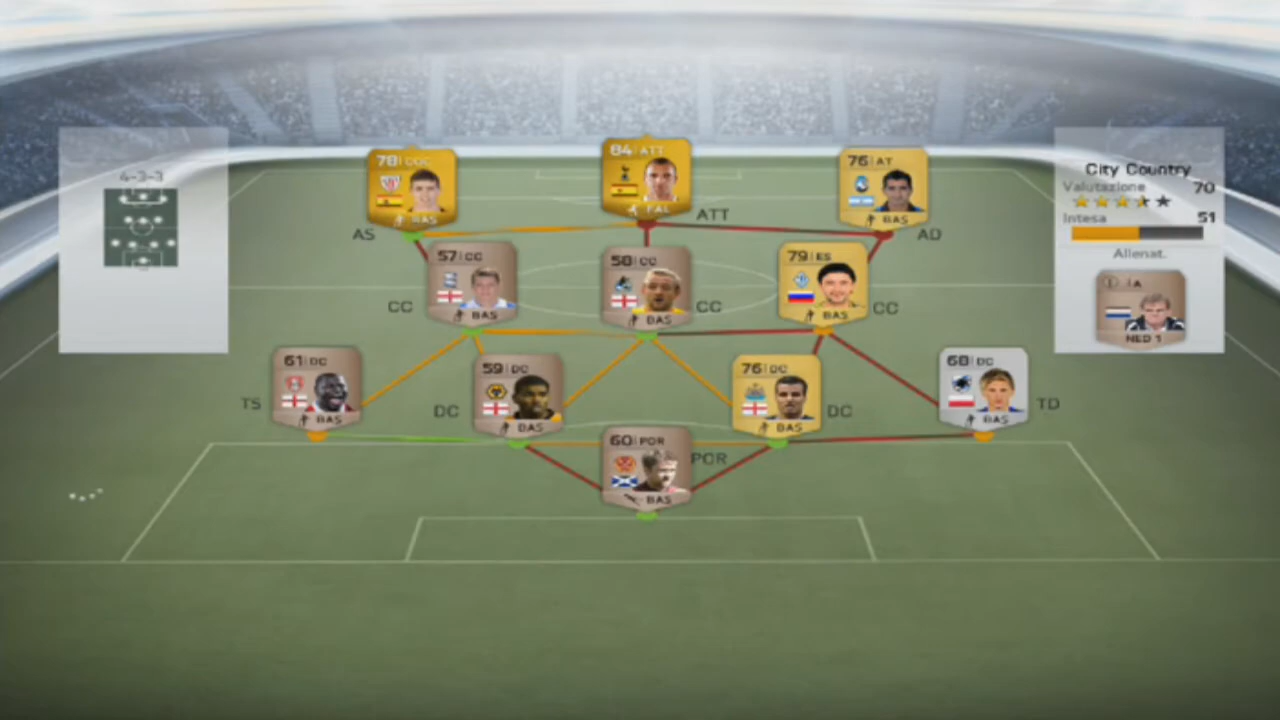 4-3-3
City Country
Valutazione 70
Intesa 51
Allenat.
NED 1
84 ATT
78 COC
BAS
AS
ATT
76 AT
BAS
AD
57 CC
BAS
CC
58 CC
BAS
CC
79 ES
BAS
CC
61 DC
BAS
TS
59 DC
BAS
DC
76 DC
BAS
DC
68 DC
BAS
TD
60 POR
BAS
POR